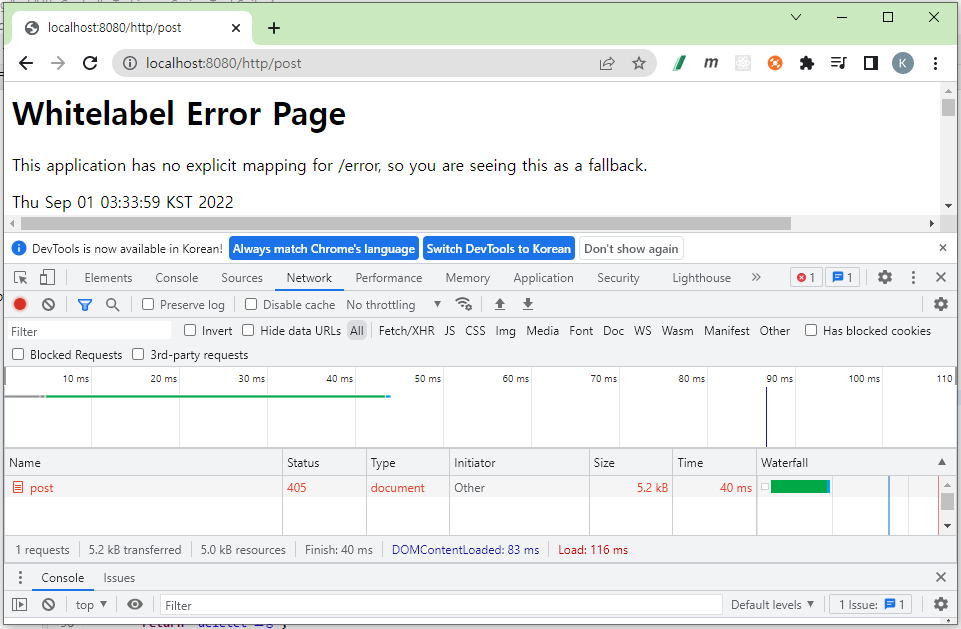 localhost:8080/http/post
localhost:8080/http/post
m
K
Whitelabel Error Page
This application has no explicit mapping for /error, so you are seeing this as a fallback.
Thu Sep 01 03:33:59 KST 2022
DevTools is now available in Korean! Always match Chrome's language Switch DevTools to Korean Don't show again
Elements Console Sources Network Performance Memory Application Security Lighthouse 1 1
Preserve log Disable cache No throttling
Filter Invert Hide data URLs All Fetch/XHR JS CSS Img Media Font Doc WS Wasm Manifest Other Has blocked cookies
Blocked Requests 3rd-party requests
10 ms 20 ms 30 ms 40 ms 50 ms 60 ms 70 ms 80 ms 90 ms 100 ms 110
Name Status Type Initiator Size Time Waterfall
post 405 document Other 5.2 kB 40 ms
1 requests 5.2 kB transferred 5.0 kB resources Finish: 40 ms DOMContentLoaded: 83 ms Load: 116 ms
Console Issues
top Filter Default levels 1 Issue: 1